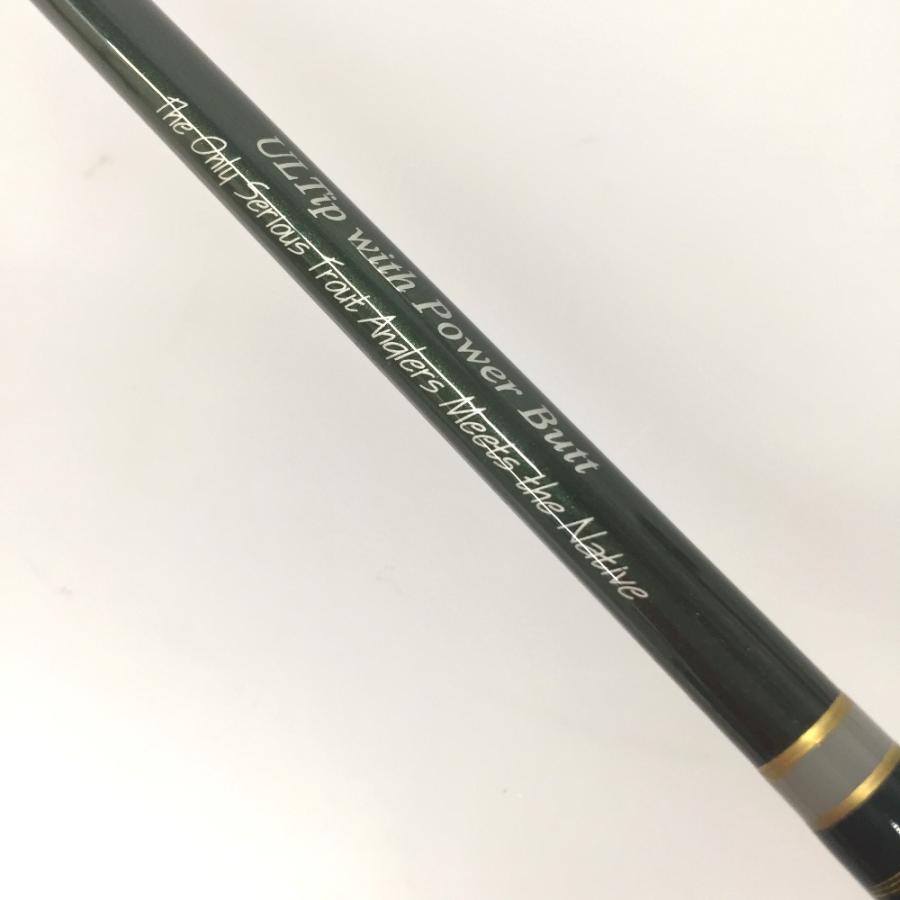 ULTip with Power Butt
The Only Serious Trout Anglers Meets the Native